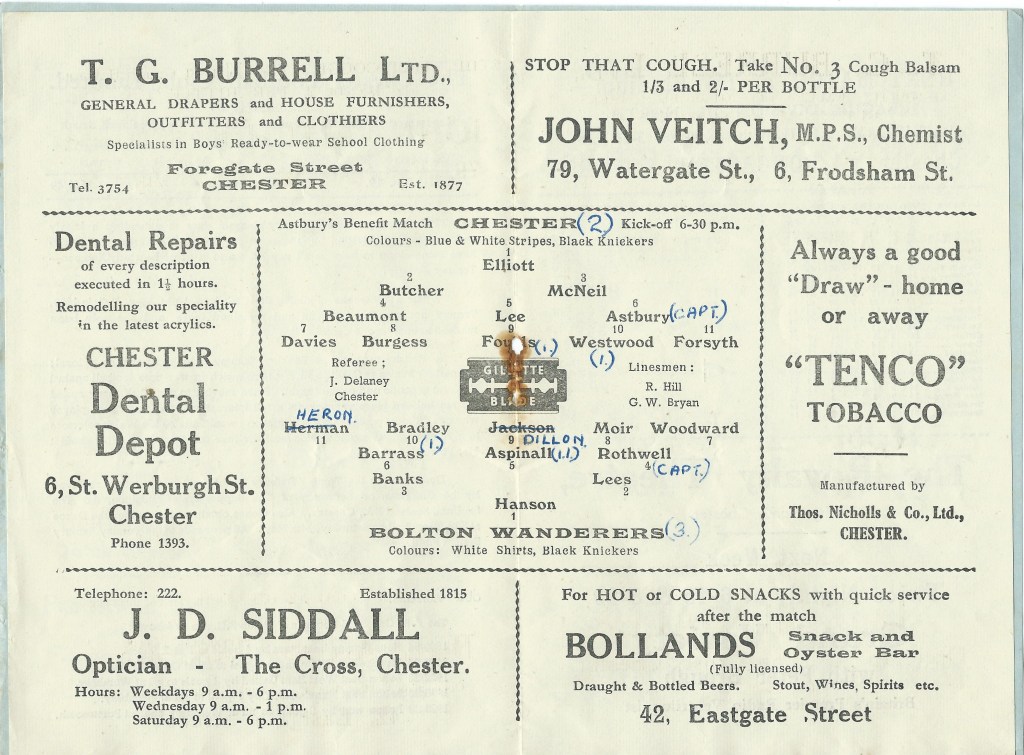 T. G. BURRELL LTD.,
GENERAL DRAPERS and HOUSE FURNISHERS,
OUTFITTERS and CLOTHIERS
Specialists in Boys' Ready-to-wear School Clothing
Foregate Street
Tel. 3754 CHESTER Est. 1877
STOP THAT COUGH. Take No. 3 Cough Balsam
1/3 and 2/- PER BOTTLE
JOHN VEITCH, M.P.S., Chemist
79, Watergate St., 6, Frodsham St.
Dental Repairs
of every description
executed in 1½ hours.
Remodelling our speciality
in the latest acrylics.
CHESTER
Dental
Depot
6, St. Werburgh St.
Chester
Phone 1393.
Astbury's Benefit Match CHESTER (2) Kick-off 6-30 p.m.
Colours - Blue & White Stripes, Black Knickers
1
Elliott
2 3
Butcher McNeil
4 5 6
Beaumont Lee Astbury (CAPT.)
7 8 9 10 11
Davies Burgess Foulds (1.) Westwood Forsyth
(1.)
Referee ; Linesmen :
J. Delaney R. Hill
Chester G. W. Bryan
GILLETTE
BLADE
HERON.
Herman Bradley Jackson Moir Woodward
11 10 9 DILLON. 8 7
Barrass (1) Aspinall (1.1) Rothwell
6 5 4 (CAPT.)
Banks Lees
3 2
Hanson
1
BOLTON WANDERERS (3.)
Colours: White Shirts, Black Knickers
Always a good
"Draw" - home
or away
"TENCO"
TOBACCO
Manufactured by
Thos. Nicholls & Co., Ltd.,
CHESTER.
Telephone: 222. Established 1815
J. D. SIDDALL
Optician - The Cross, Chester.
Hours: Weekdays 9 a.m. - 6 p.m.
Wednesday 9 a.m. - 1 p.m.
Saturday 9 a.m. - 6 p.m.
For HOT or COLD SNACKS with quick service
after the match
BOLLANDS Snack and
Oyster Bar
(Fully licensed)
Draught & Bottled Beers. Stout, Wines, Spirits etc.
42, Eastgate Street